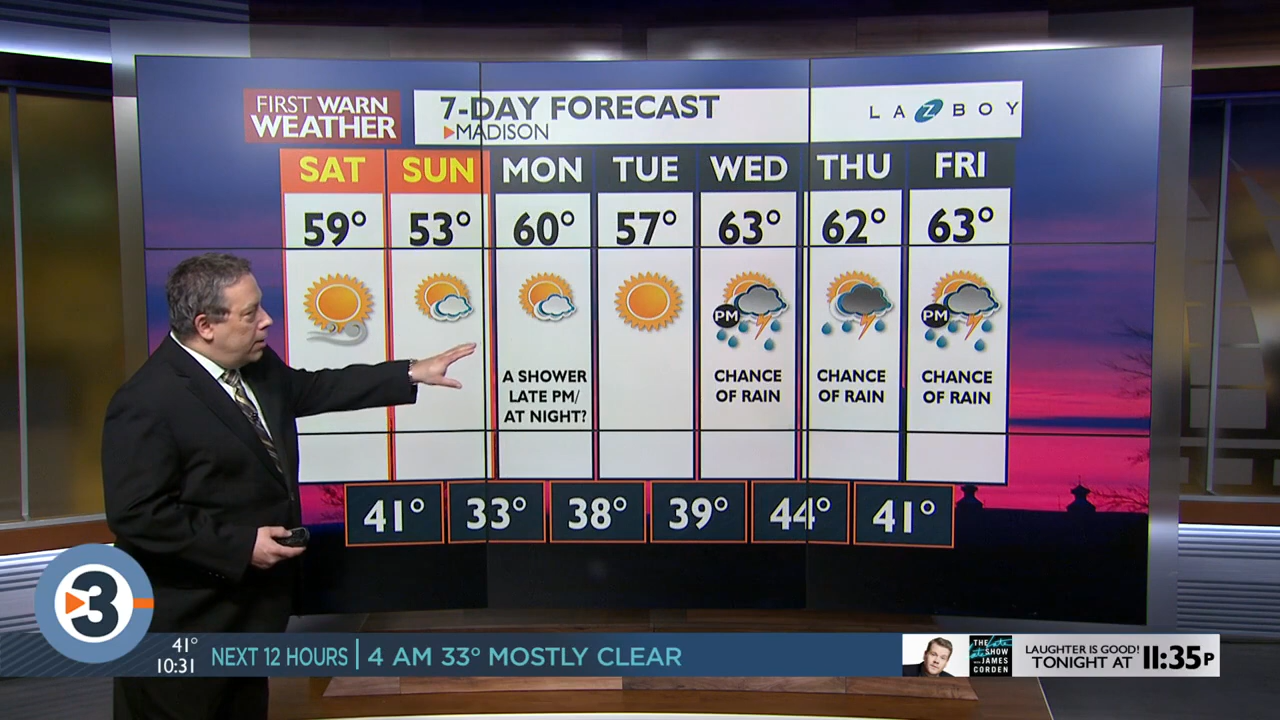 FIRST WARN
WEATHER
7-DAY FORECAST
MADISON
LA Z BOY
SAT SUN MON TUE WED THU FRI
59° 53° 60° 57° 63° 62° 63°
PM PM
A SHOWER
LATE PM/
AT NIGHT?
CHANCE
OF RAIN
CHANCE
OF RAIN
CHANCE
OF RAIN
41° 33° 38° 39° 44° 41°
3
41°
10:31
NEXT 12 HOURS
4 AM 33° MOSTLY CLEAR
THE
late late
SHOW
WITH JAMES
CORDEN
LAUGHTER IS GOOD!
TONIGHT AT
11:35P